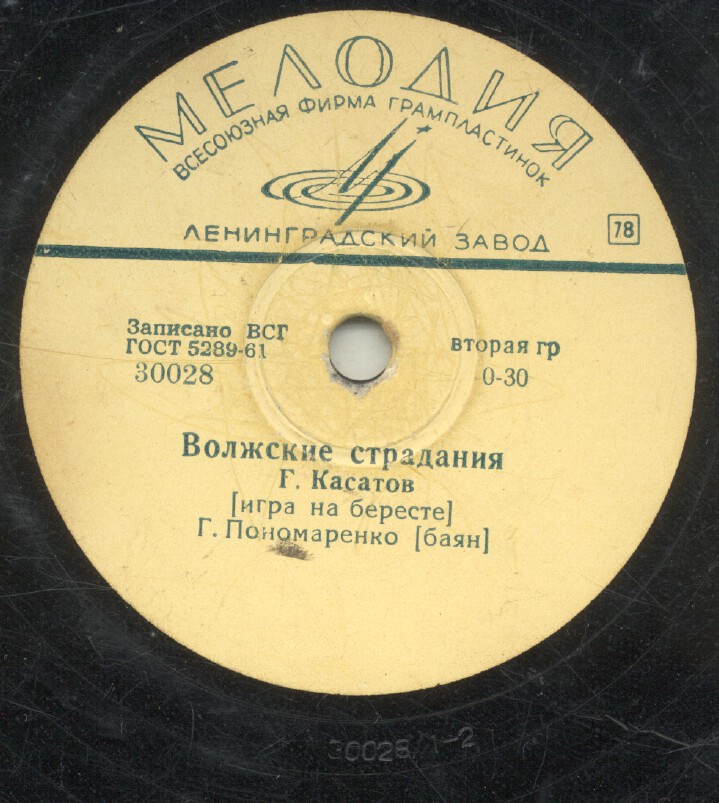 МЕЛОДИЯ
ВСЕСОЮЗНАЯ ФИРМА ГРАМПЛАСТИНОК
ЛЕНИНГРАДСКИЙ ЗАВОД
78
Записано ВСГ
ГОСТ 5289-61
30028
вторая гр
0-30
Волжские страдания
Г. Касатов
[игра на бересте]
Г. Пономаренко [баян]
30028/1-2